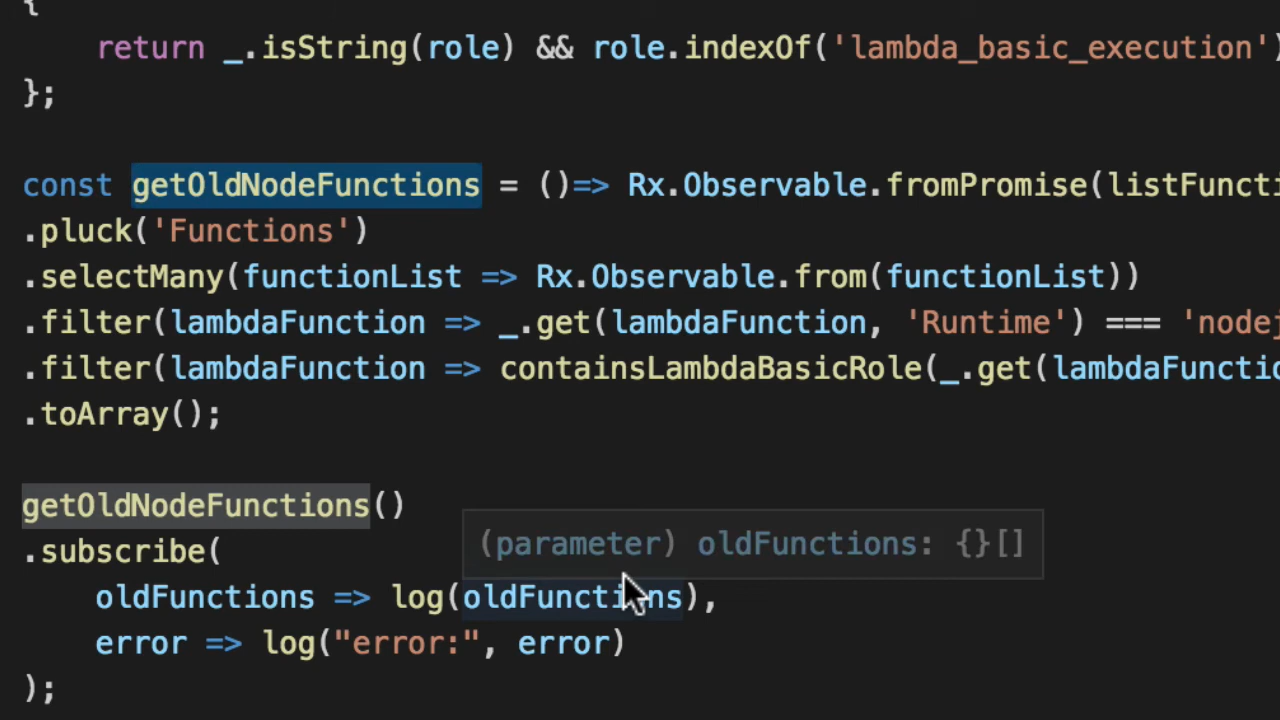 {
return _.isString(role) && role.indexOf('lambda_basic_execution')
};
const getOldNodeFunctions = ()=> Rx.Observable.fromPromise(listFuncti
.pluck('Functions')
.selectMany(functionList => Rx.Observable.from(functionList))
.filter(lambdaFunction => _.get(lambdaFunction, 'Runtime') === 'nodej
.filter(lambdaFunction => containsLambdaBasicRole(_.get(lambdaFunctio
.toArray();
getOldNodeFunctions()
(parameter) oldFunctions: {}[]
.subscribe(
oldFunctions => log(oldFunctions),
error => log("error:", error)
);